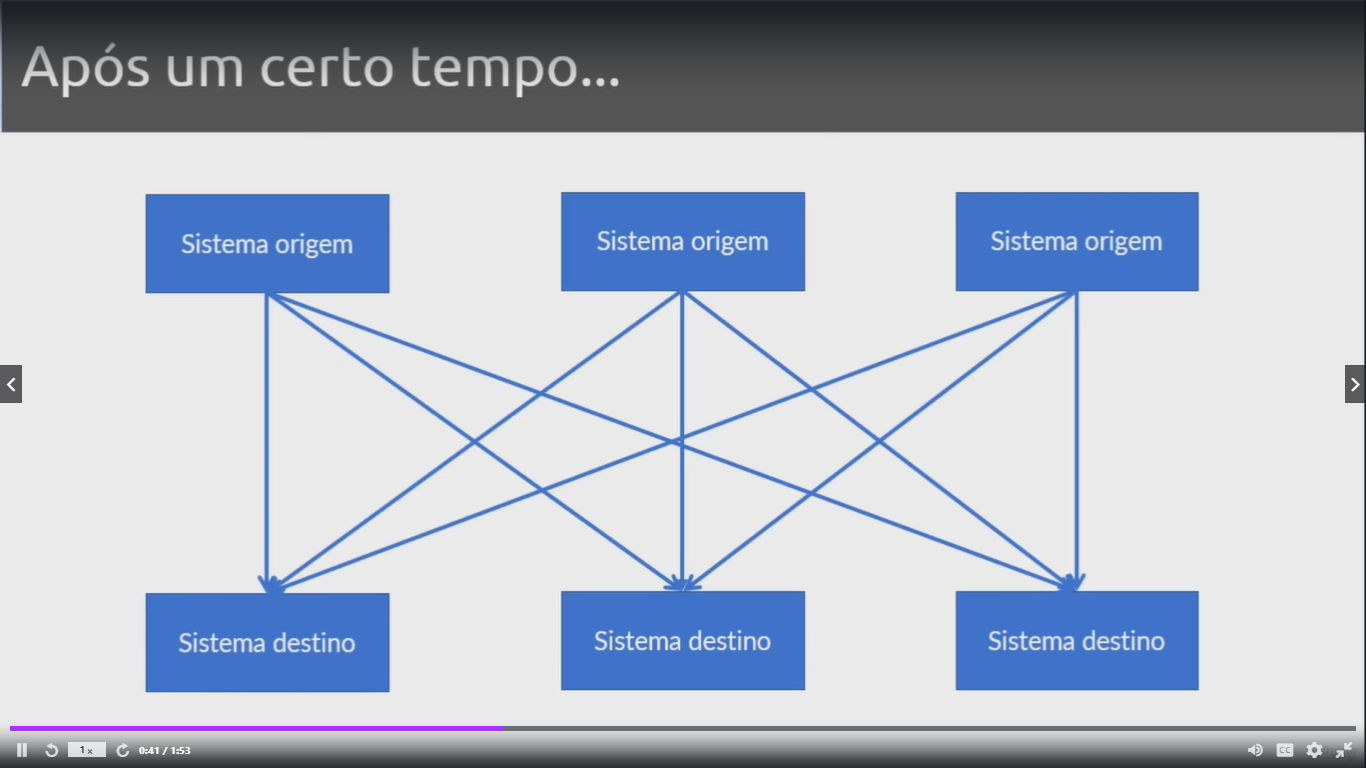 Após um certo tempo...
Sistema origem
Sistema origem
Sistema origem
Sistema destino
Sistema destino
Sistema destino
1 x
0:41 / 1:53
CC